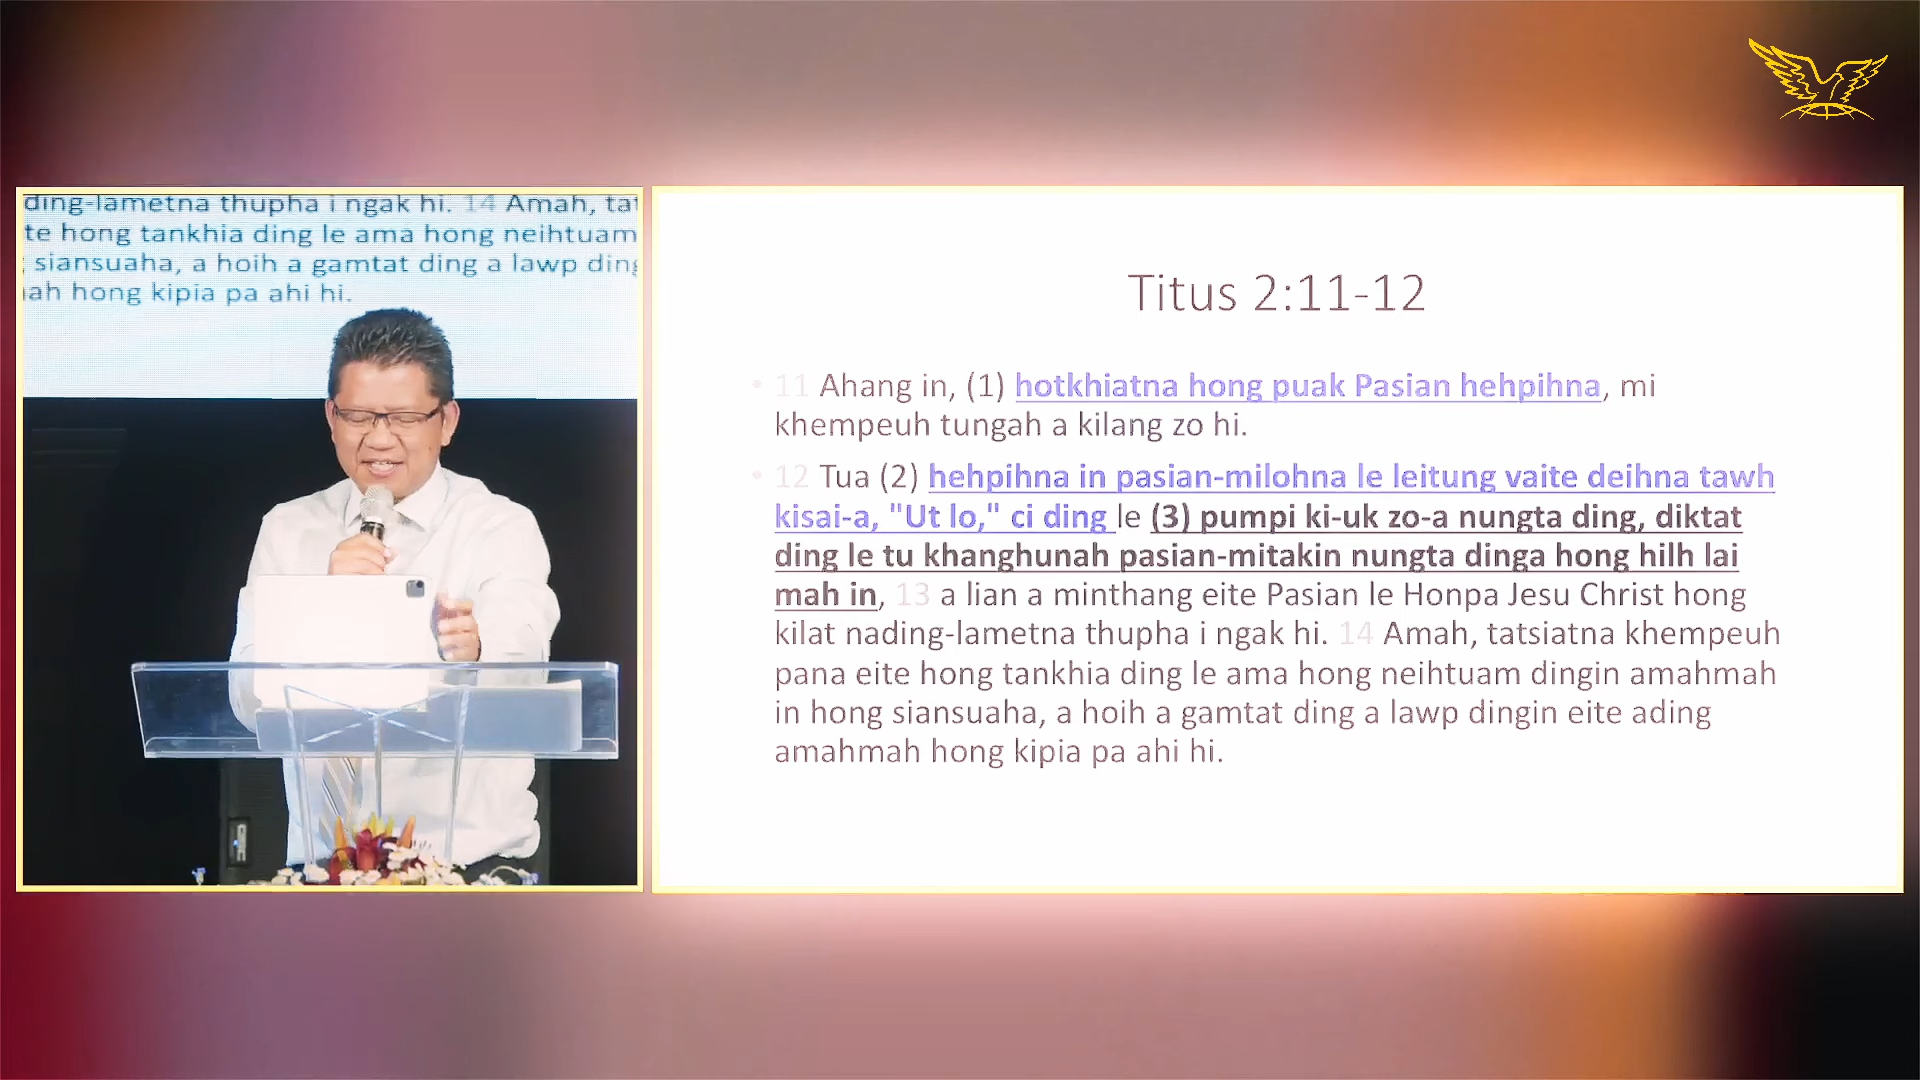 ding-lametna thupha i ngak hi. 14 Amah,
te hong tankhia ding le ama hong neihtuam
siansuaha, a hoih a gamtat ding a lawp
hong kipia pa ahi hi.
Titus 2:11-12
• 11 Ahang in, (1) hotkhiatna hong puak Pasian hehpihna, mi
khempeuh tungah a kilang zo hi.
• 12 Tua (2) hehpihna in pasian-milohna le leitung vaite deihna tawh
kisai-a, "Ut lo," ci ding le (3) pumpi ki-uk zo-a nungta ding, diktat
ding le tu khanghunah pasian-mitakin nungta dinga hong hilh lai
mah in, 13 a lian a minthang eite Pasian le Honpa Jesu Christ hong
kilat nading-lametna thupha i ngak hi. 14 Amah, tatsiatna khempeuh
pana eite hong tankhia ding le ama hong neihtuam dingin amahmah
in hong siansuaha, a hoih a gamtat ding a lawp dingin eite ading
amahmah hong kipia pa ahi hi.